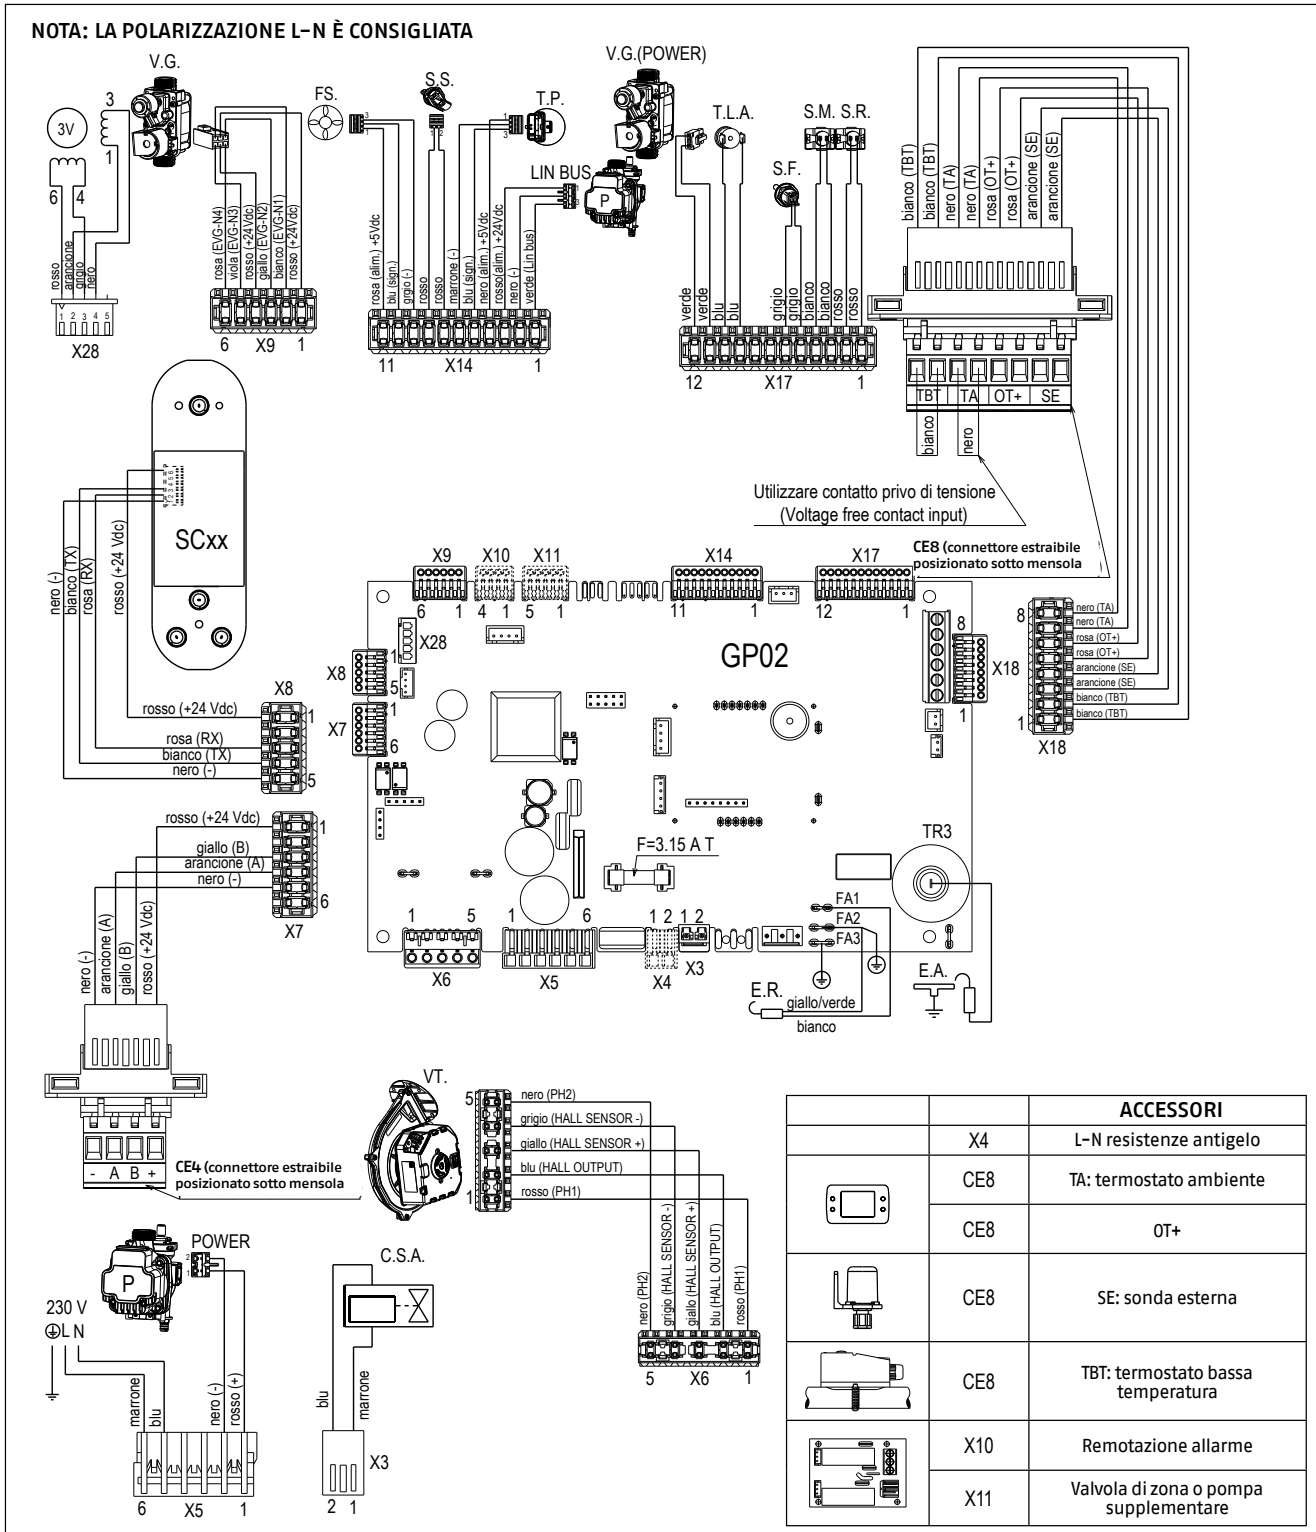 NOTA: LA POLARIZZAZIONE L-N È CONSIGLIATA
V.G.
3V
3
1
6 4
rosso
arancione
grigio
nero
1 2 3 4 5
X28
rosa (EVG-N4)
viola (EVG-N3)
rosso (+24Vdc)
giallo (EVG-N2)
bianco (EVG-N1)
rosso (+24Vdc)
6 X9 1
FS.
3
1
S.S.
T.P.
1
3
LIN BUS
rosa (alim.) +5Vdc
blu (sign.)
grgio (-)
rosso
rosso
marrone (-)
blu (sign.)
nero (alim.) +5Vdc
rosso(alim.) +24Vdc
nero (-)
verde (Lin bus)
11 X14 1
V.G.(POWER)
P
T.L.A.
S.F.
S.M. S.R.
verde
verde
blu
blu
grigio
grigio
bianco
bianco
rosso
rosso
12 X17 1
bianco (TBT)
bianco (TBT)
nero (TA)
nero (TA)
rosa (OT+)
rosa (OT+)
arancione (SE)
arancione (SE)
TBT TA OT+ SE
bianco
nero
Utilizzare contatto privo di tensione
(Voltage free contact input)
CE8 (connettore estraibile
posizionato sotto mensola
SCxx
nero (-)
bianco (TX)
rosa (RX)
rosso (+24 Vdc)
X8
rosso (+24 Vdc)
rosa (RX)
bianco (TX)
nero (-)
1
5
rosso (+24 Vdc)
giallo (B)
arancione (A)
nero (-)
1
6
X7
nero (-)
arancione (A)
giallo (B)
rosso (+24 Vdc)
- A B +
CE4 (connettore estraibile
posizionato sotto mensola
X9 X10 X11 X14 X17
6 1 4 1 5 1 11 1 12 1
X28
X8
1
5
X7
1
6
GP02
8
X18
1
8
nero (TA)
nero (TA)
rosa (OT+)
rosa (OT+)
arancione (SE)
arancione (SE)
bianco (TBT)
bianco (TBT)
1
X18
F=3.15 A T
TR3
FA1
FA2
FA3
1 5 1 6 1 2 1 2
X6 X5 X4 X3
E.R.
giallo/verde
bianco
E.A.
VT.
5
1
nero (PH2)
grigio (HALL SENSOR -)
giallo (HALL SENSOR +)
blu (HALL OUTPUT)
rosso (PH1)
nero (PH2)
grigio (HALL SENSOR -)
giallo (HALL SENSOR +)
blu (HALL OUTPUT)
rosso (PH1)
5 X6 1
P
POWER
2
1
230 V
L N
marrone
blu
nero (-)
rosso (+)
6 X5 1
C.S.A.
blu
marrone
X3
2 1
ACCESSORI
X4 L-N resistenze antigelo
CE8 TA: termostato ambiente
CE8 OT+
CE8 SE: sonda esterna
CE8 TBT: termostato bassa
temperatura
X10 Remotazione allarme
X11 Valvola di zona o pompa
supplementare